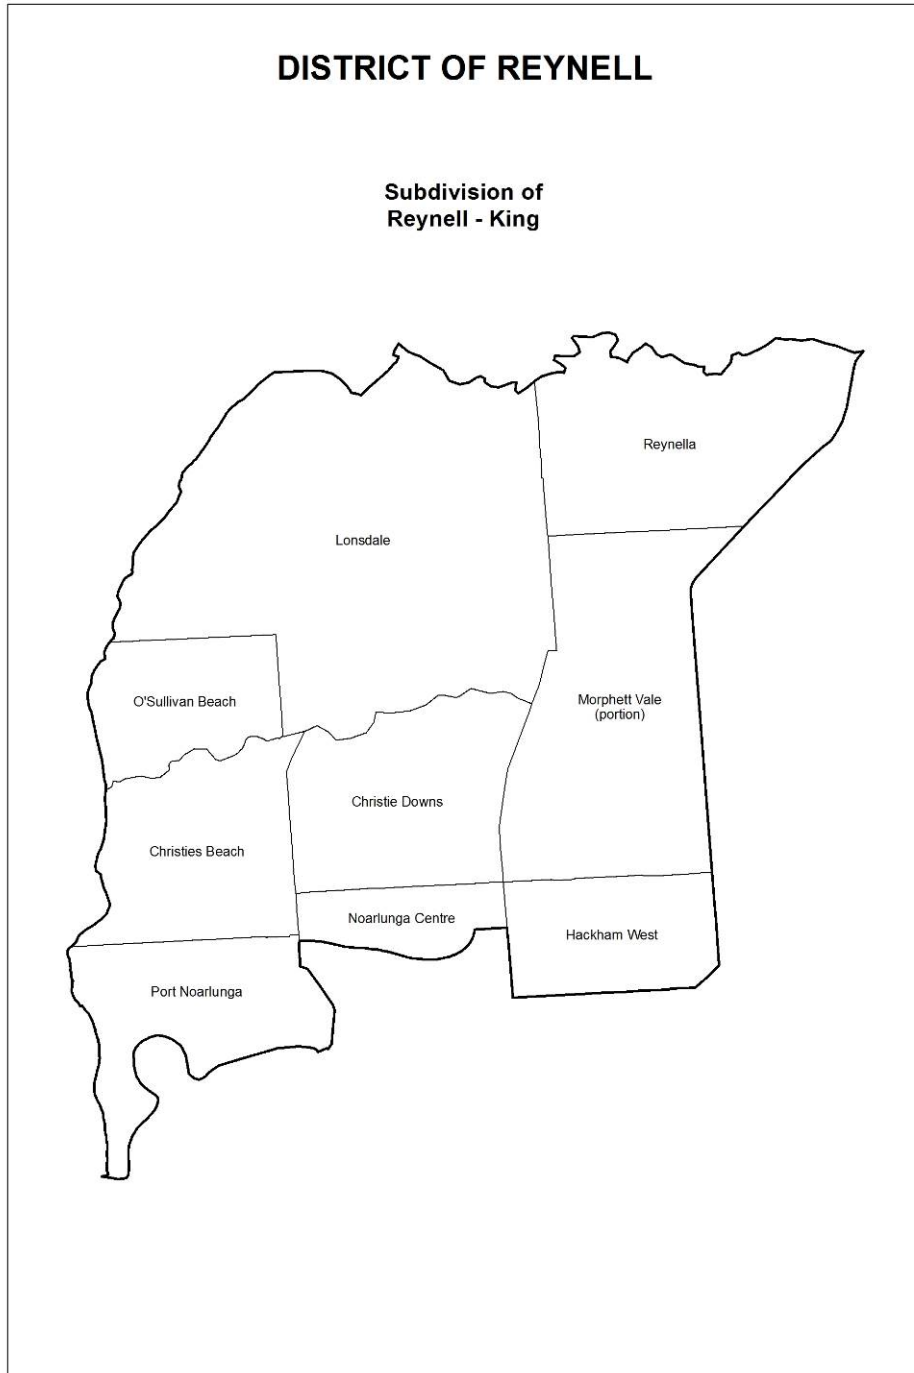 DISTRICT OF REYNELL
Subdivision of
Reynell - King
Reynella
Lonsdale
O'Sullivan Beach
Morphett Vale
(portion)
Christie Downs
Christies Beach
Noarlunga Centre
Hackham West
Port Noarlunga